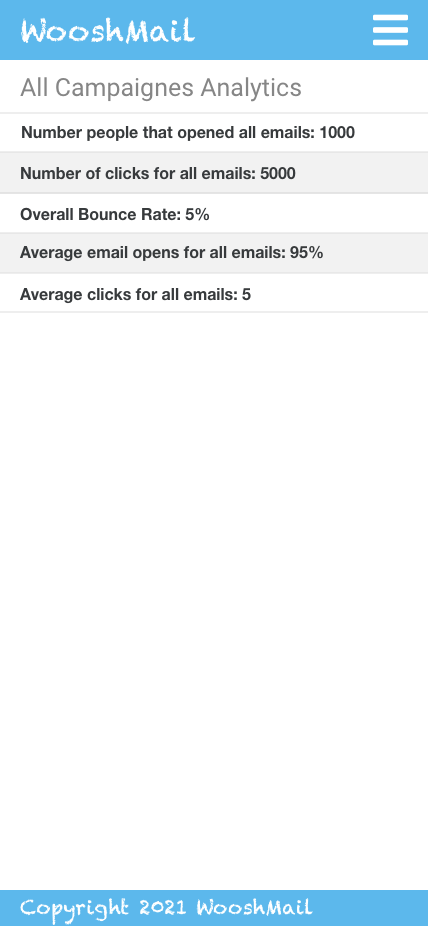 WooshMail
All Campaignes Analytics
Number people that opened all emails: 1000
Number of clicks for all emails: 5000
Overall Bounce Rate: 5%
Average email opens for all emails: 95%
Average clicks for all emails: 5
Copyright 2021 WooshMail